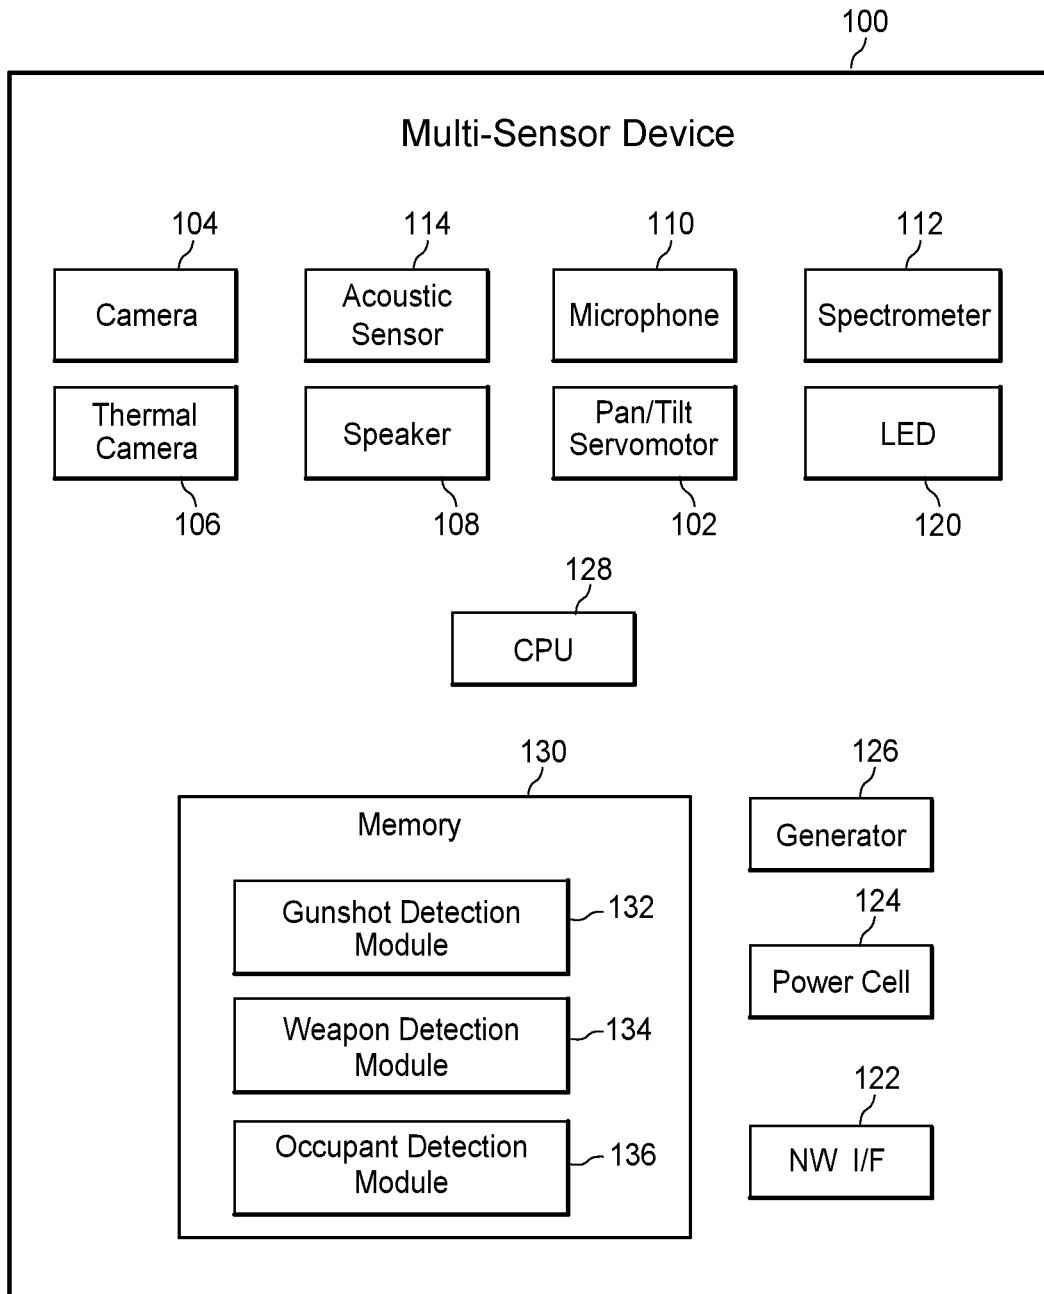 100
Multi-Sensor Device
104
114
110
112
Camera
Acoustic
Sensor
Microphone
Spectrometer
Thermal
Camera
Speaker
Pan/Tilt
Servomotor
LED
106
108
102
120
128
CPU
130
Memory
126
Generator
Gunshot Detection
Module
132
124
Power Cell
Weapon Detection
Module
134
122
NW I/F
Occupant Detection
Module
136